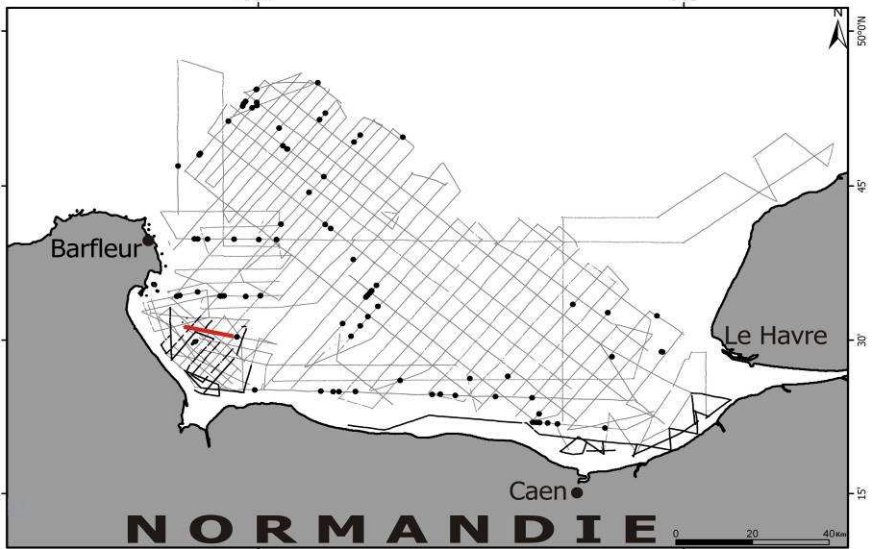 N
50°0'N
45'
Barfleur
Le Havre
30'
Caen
15'
NORMANDIE
0 20 40 Km